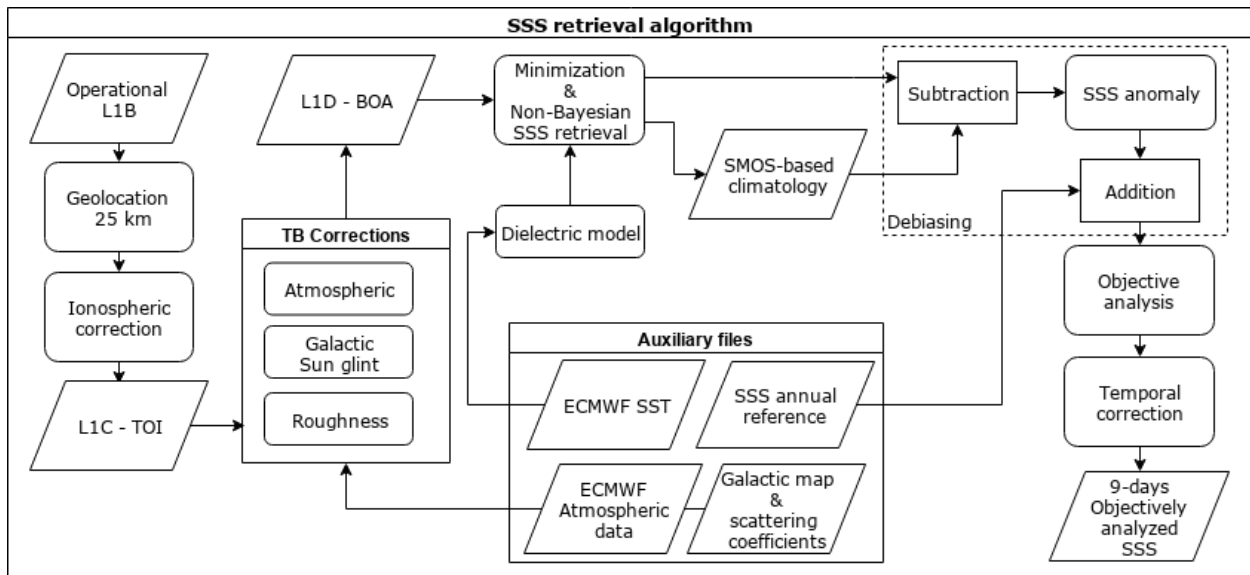 SSS retrieval algorithm
Operational
L1B
Geolocation
25 km
Ionospheric
correction
L1C - TOI
L1D - BOA
TB Corrections
Atmospheric
Galactic
Sun glint
Roughness
Minimization
&
Non-Bayesian
SSS retrieval
Dielectric model
SMOS-based
climatology
Subtraction
SSS anomaly
Addition
Debiasing
Auxiliary files
ECMWF SST
SSS annual
reference
ECMWF
Atmospheric
data
Galactic map
&
scattering
coefficients
Objective
analysis
Temporal
correction
9-days
Objectively
analyzed
SSS